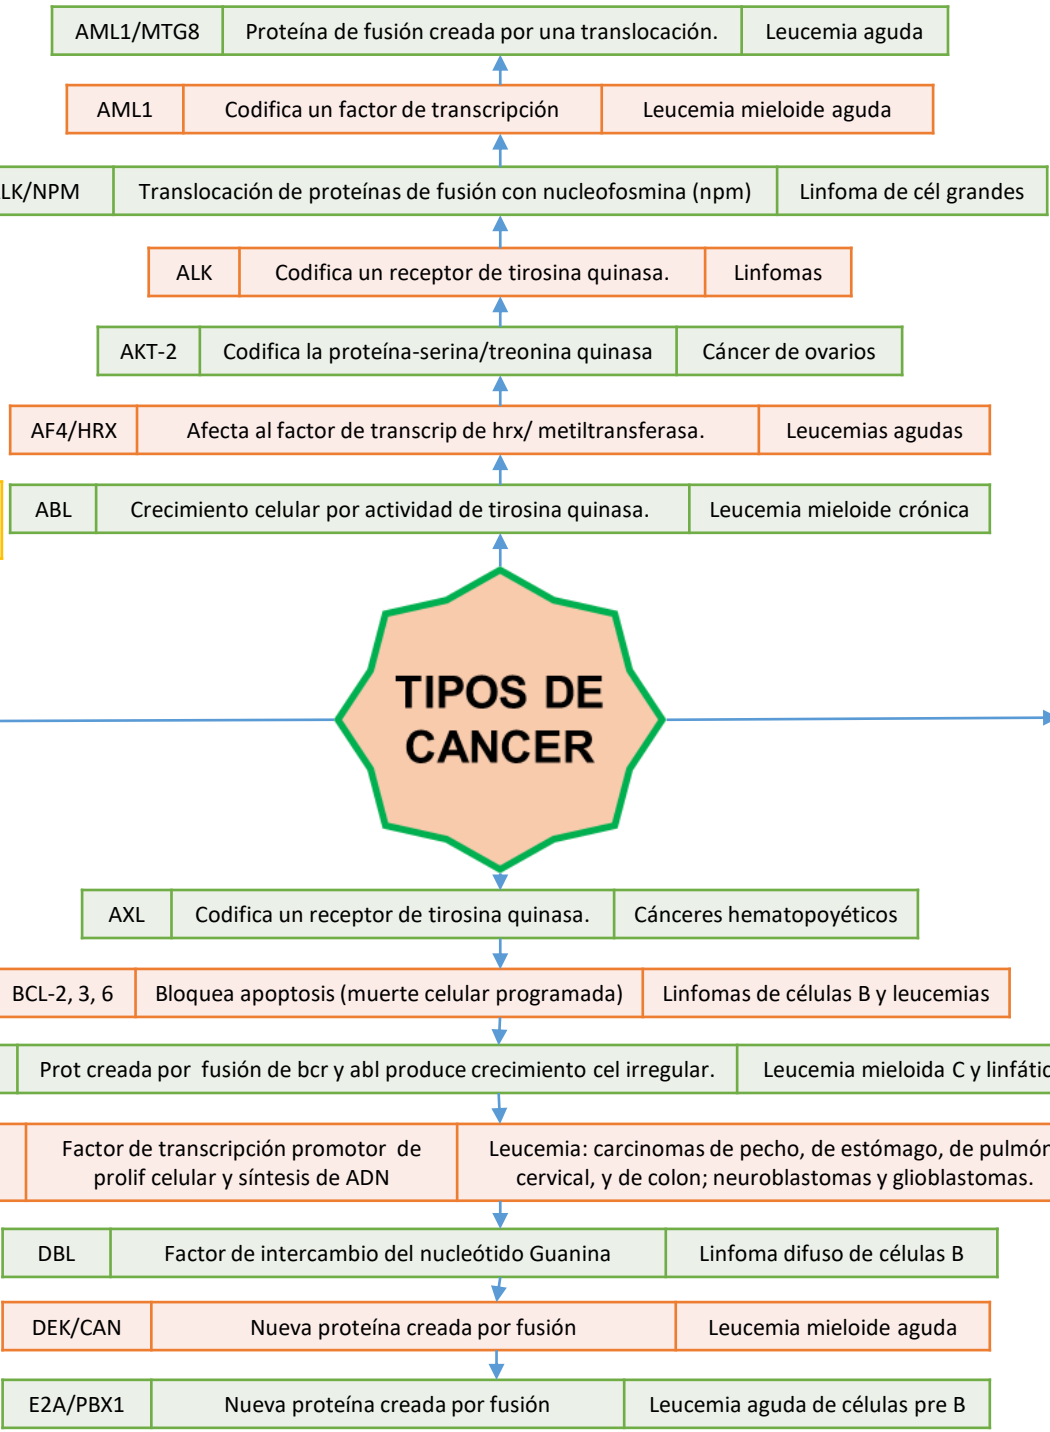 AML1/MTG8 Proteína de fusión creada por una translocación. Leucemia aguda
AML1 Codifica un factor de transcripción Leucemia mieloide aguda
LK/NPM Translocación de proteínas de fusión con nucleofosmina (npm) Linfoma de cél grandes
ALK Codifica un receptor de tirosina quinasa. Linfomas
AKT-2 Codifica la proteína-serina/treonina quinasa Cáncer de ovarios
AF4/HRX Afecta al factor de transcrip de hrx/ metiltransferasa. Leucemias agudas
ABL Crecimiento celular por actividad de tirosina quinasa. Leucemia mieloide crónica
TIPOS DE
CANCER
AXL Codifica un receptor de tirosina quinasa. Cánceres hematopoyéticos
BCL-2, 3, 6 Bloquea apoptosis (muerte celular programada) Linfomas de células B y leucemias
Prot creada por fusión de bcr y abl produce crecimiento cel irregular. Leucemia mieloida C y linfátic
Factor de transcripción promotor de
prolif celular y síntesis de ADN
Leucemia: carcinomas de pecho, de estómago, de pulmón
cervical, y de colon; neuroblastomas y glioblastomas.
DBL Factor de intercambio del nucleótido Guanina Linfoma difuso de células B
DEK/CAN Nueva proteína creada por fusión Leucemia mieloide aguda
E2A/PBX1 Nueva proteína creada por fusión Leucemia aguda de células pre B